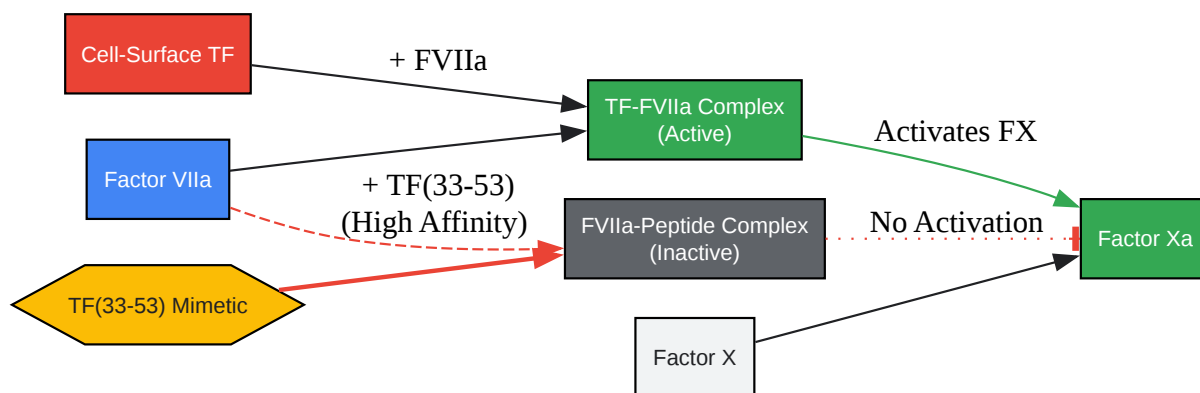 Cell-Surface TF
+ FVIIa
TF-FVIIa Complex
(Active)
Activates FX
Factor VIIa
+ TF(33-53)
(High Affinity)
FVIIa-Peptide Complex
(Inactive)
No Activation
Factor Xa
TF(33-53) Mimetic
Factor X